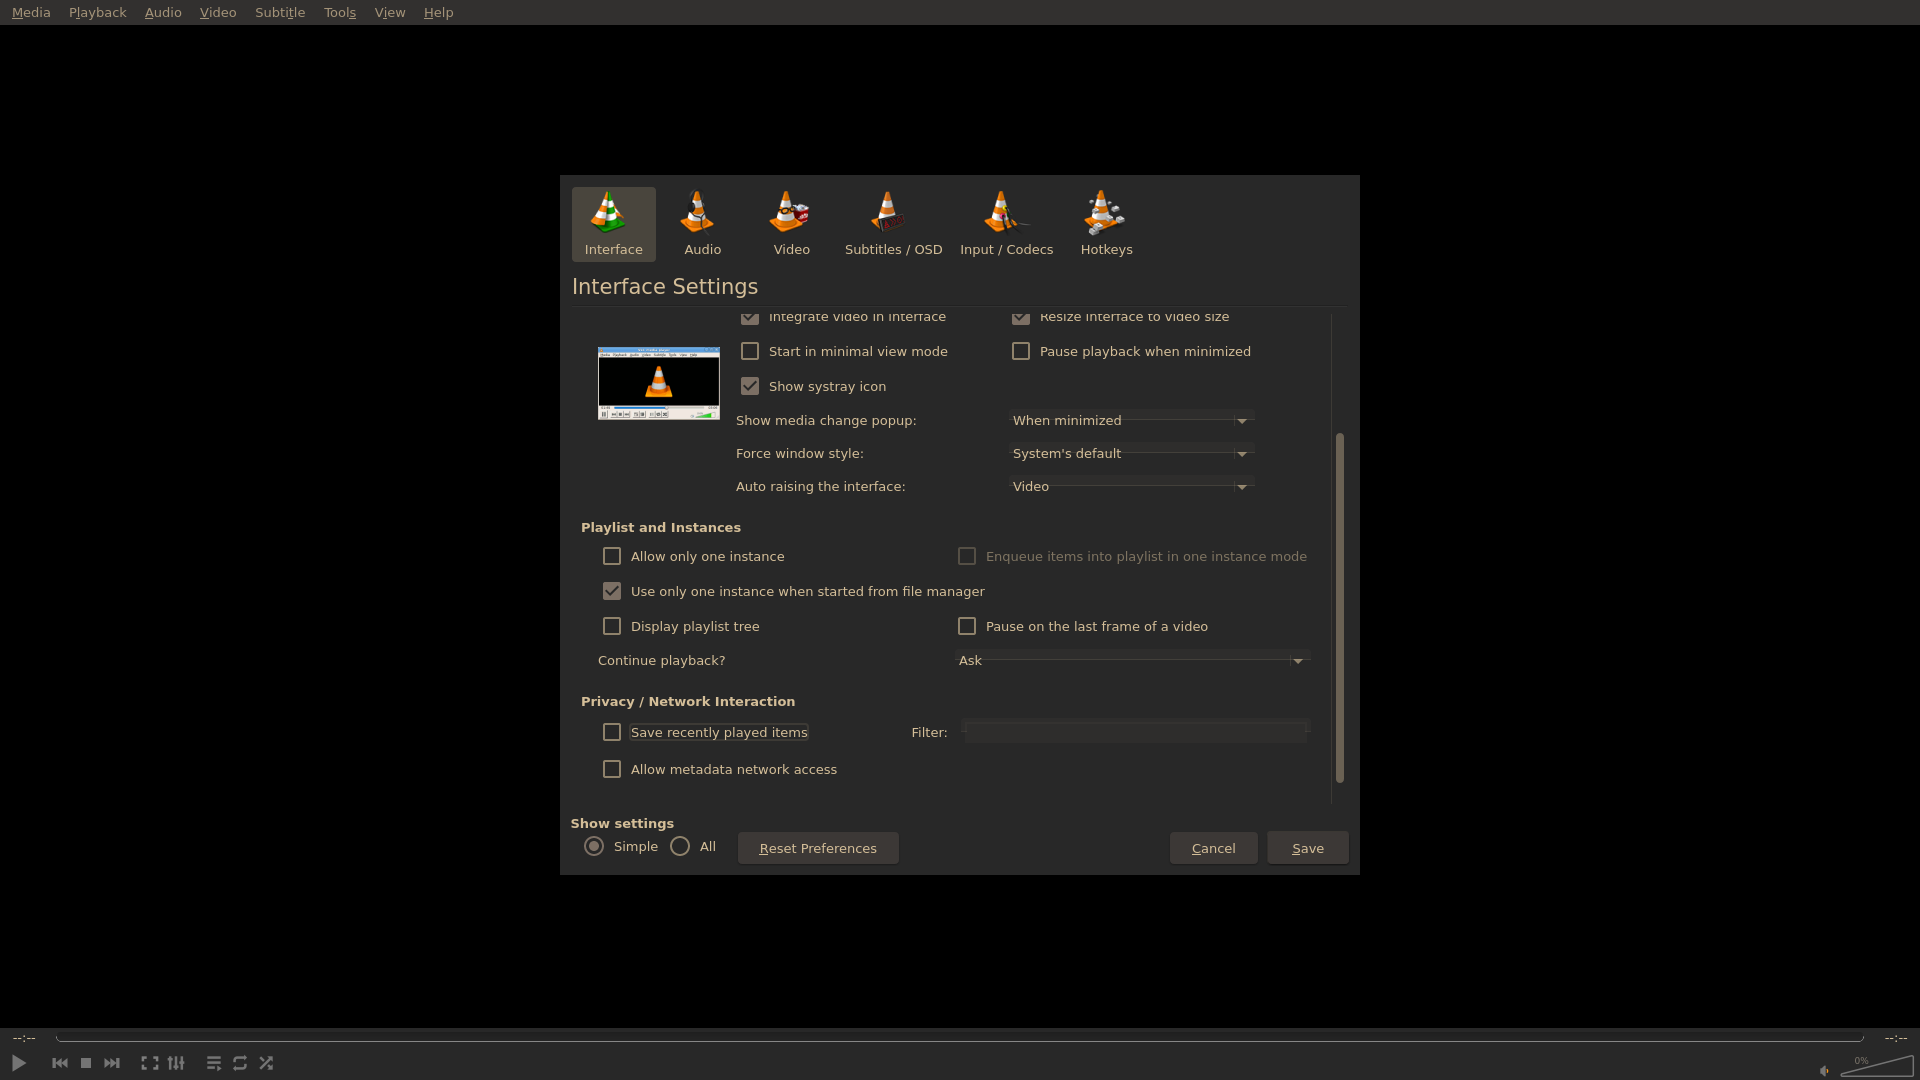 Media Playback Audio Video Subtitle Tools View Help
Interface Audio Video Subtitles / OSD Input / Codecs Hotkeys
Interface Settings
Integrate video in interface Resize interface to video size
Start in minimal view mode Pause playback when minimized
Show systray icon
Show media change popup: When minimized
Force window style: System's default
Auto raising the interface: Video
Playlist and Instances
Allow only one instance Enqueue items into playlist in one instance mode
Use only one instance when started from file manager
Display playlist tree Pause on the last frame of a video
Continue playback? Ask
Privacy / Network Interaction
Save recently played items Filter:
Allow metadata network access
Show settings
Simple All Reset Preferences Cancel Save
--:-- --:--
0%